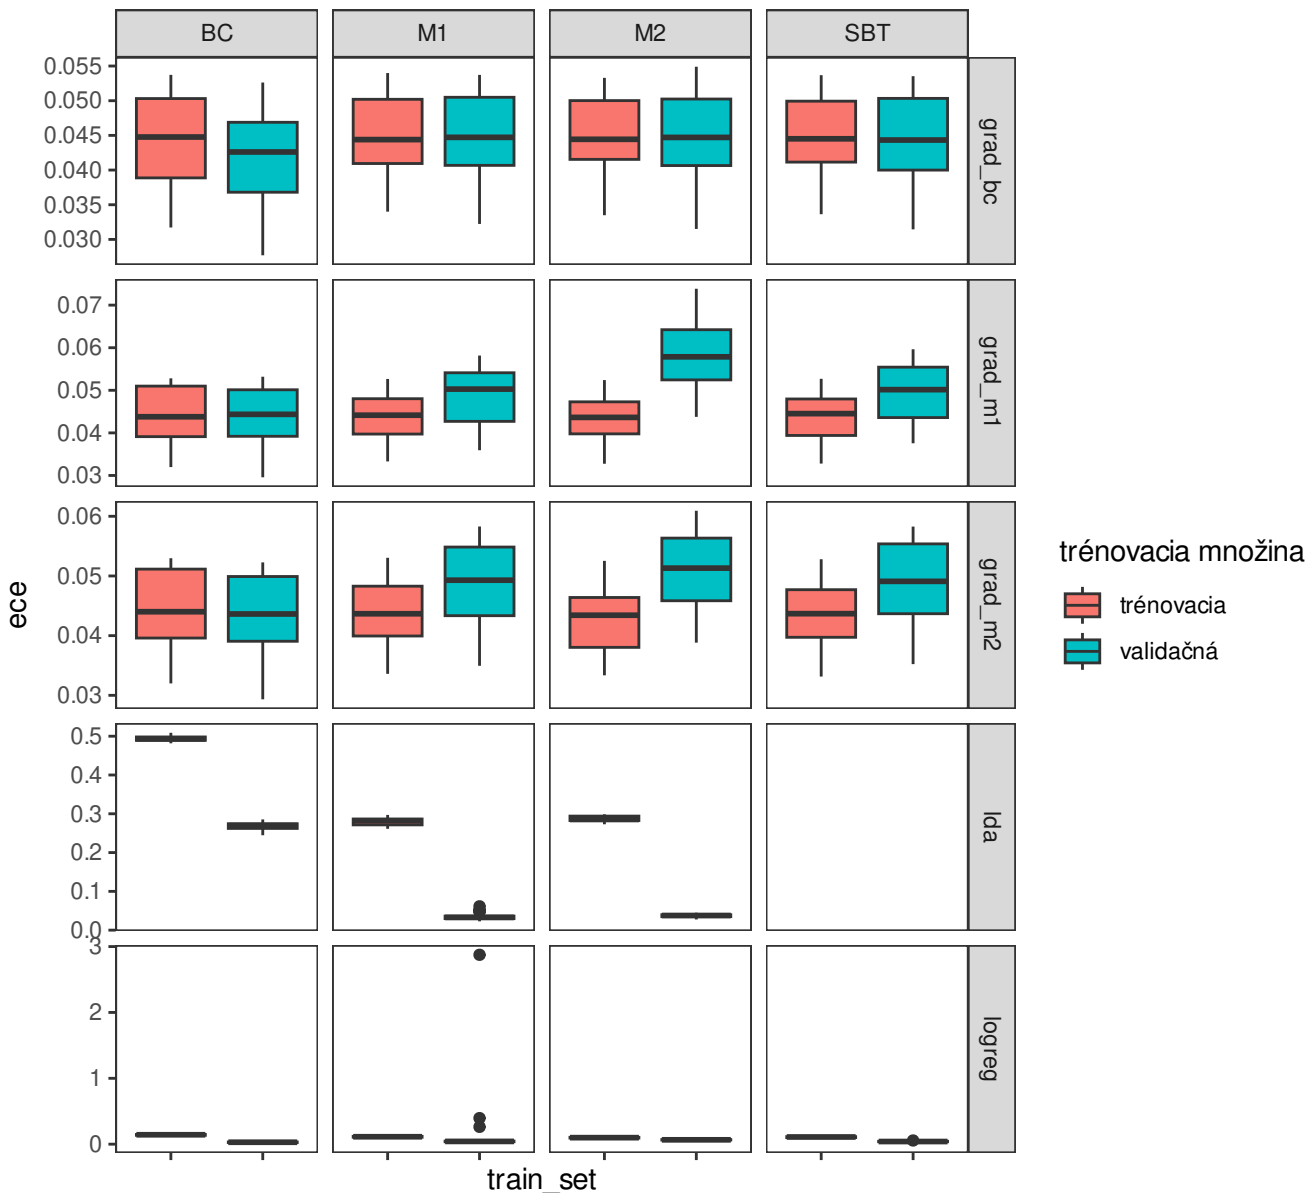 BC M1 M2 SBT
0.055
0.050
0.045
0.040
0.035
0.030
grad_bc
0.07
0.06
0.05
0.04
0.03
grad_m1
0.06
0.05
0.04
0.03
grad_m2
0.5
0.4
0.3
0.2
0.1
0.0
lda
3
2
1
0
logreg
ece
train_set
trénovacia množina
trénovacia
validačná